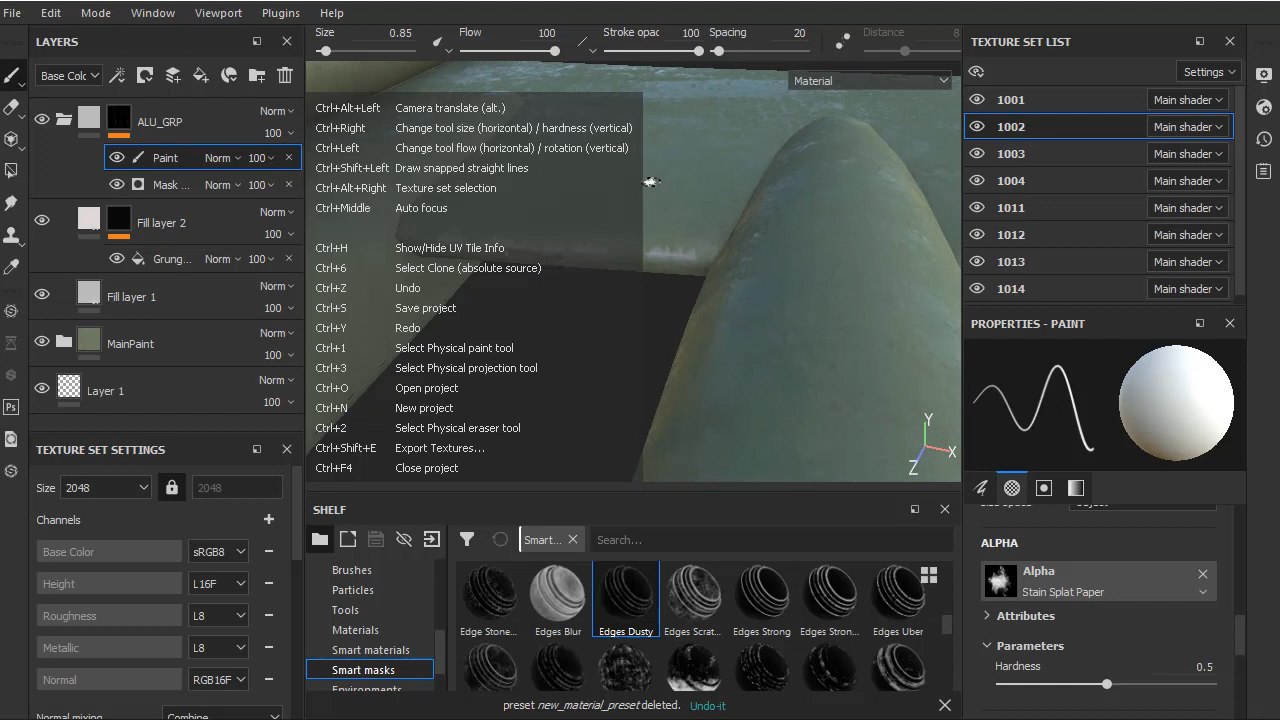 File Edit Mode Window Viewport Plugins Help
LAYERS
Base Colc
Norm
ALU_GRP
100
Paint Norm 100
Mask ... Norm 100
Norm
Fill layer 2
100
Grung... Norm 100
Norm
Fill layer 1
100
Norm
MainPaint
100
Norm
Layer 1
100
TEXTURE SET SETTINGS
Size 2048 2048
Channels
Base Color sRGB8
Height L16F
Roughness L8
Metallic L8
Normal RGB16F
Normal mixing Combine
Size 0.85 Flow 100 Stroke opac 100 Spacing 20 Distance 8
Material
Ctrl+Alt+Left Camera translate (alt.)
Ctrl+Right Change tool size (horizontal) / hardness (vertical)
Ctrl+Left Change tool flow (horizontal) / rotation (vertical)
Ctrl+Shift+Left Draw snapped straight lines
Ctrl+Alt+Right Texture set selection
Ctrl+Middle Auto focus
Ctrl+H Show/Hide UV Tile Info
Ctrl+6 Select Clone (absolute source)
Ctrl+Z Undo
Ctrl+S Save project
Ctrl+Y Redo
Ctrl+1 Select Physical paint tool
Ctrl+3 Select Physical projection tool
Ctrl+O Open project
Ctrl+N New project
Ctrl+2 Select Physical eraser tool
Ctrl+Shift+E Export Textures...
Ctrl+F4 Close project
Y
X
Z
SHELF
Smart... Search...
Brushes
Particles
Tools
Materials
Smart materials
Smart masks
Environments
Edge Stone... Edges Blur Edges Dusty Edges Scrat... Edges Strong Edges Stron... Edges Uber
preset new_material_preset deleted. Undo-it
TEXTURE SET LIST
Settings
1001 Main shader
1002 Main shader
1003 Main shader
1004 Main shader
1011 Main shader
1012 Main shader
1013 Main shader
1014 Main shader
PROPERTIES - PAINT
Size Space Object
ALPHA
Alpha
Stain Splat Paper
Attributes
Parameters
Hardness 0.5
Ps